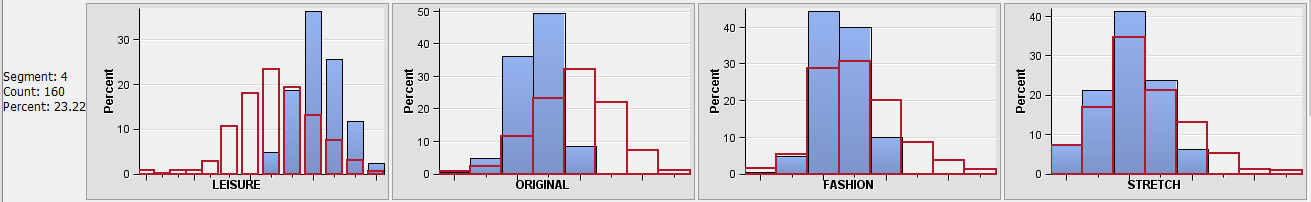 Segment: 4
Count: 160
Percent: 23.22
Percent
30
20
10
0
LEISURE
Percent
50
40
30
20
10
0
ORIGINAL
Percent
40
30
20
10
0
FASHION
Percent
40
30
20
10
0
STRETCH